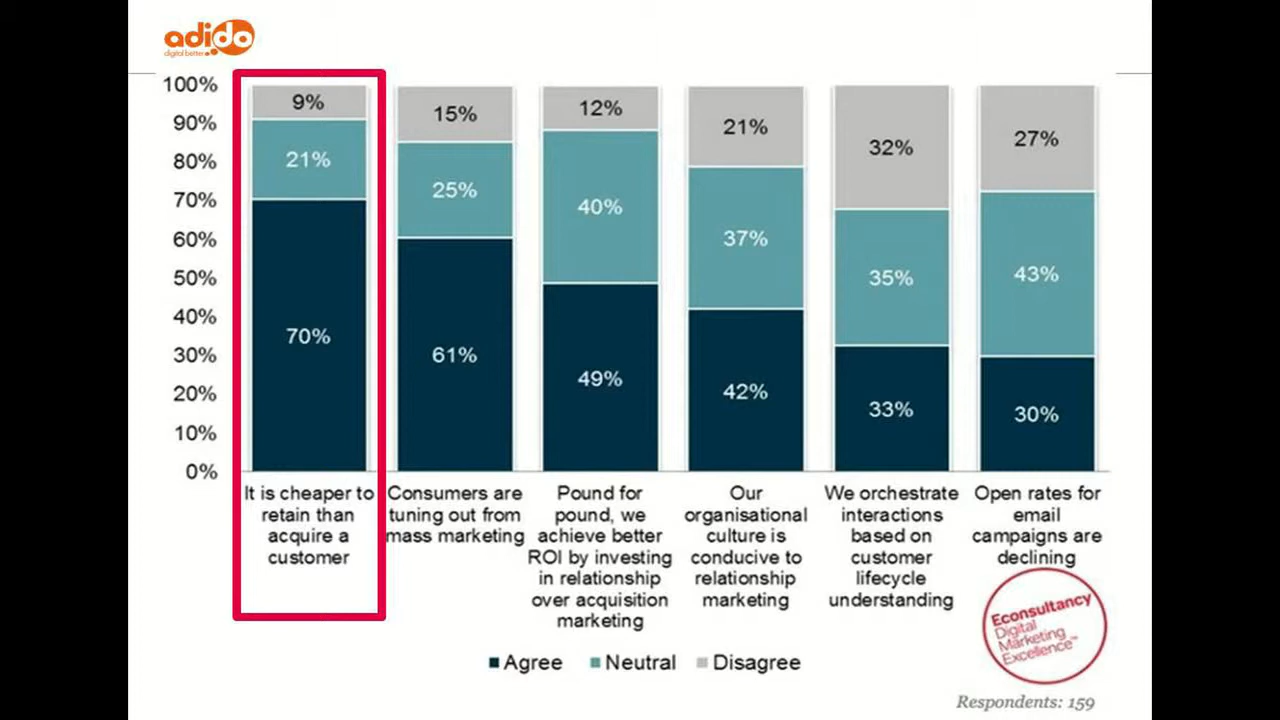 adido
digital better
100%
90%
80%
70%
60%
50%
40%
30%
20%
10%
0%
9%
21%
70%
15%
25%
61%
12%
40%
49%
21%
37%
42%
32%
35%
33%
27%
43%
30%
It is cheaper to
retain than
acquire a
customer
Consumers are
tuning out from
mass marketing
Pound for
pound, we
achieve better
ROI by investing
in relationship
over acquisition
marketing
Our
organisational
culture is
conducive to
relationship
marketing
We orchestrate
interactions
based on
customer
lifecycle
understanding
Open rates for
email
campaigns are
declining
Econsultancy
Digital
Marketing
Excellence™
Agree Neutral Disagree
Respondents: 159